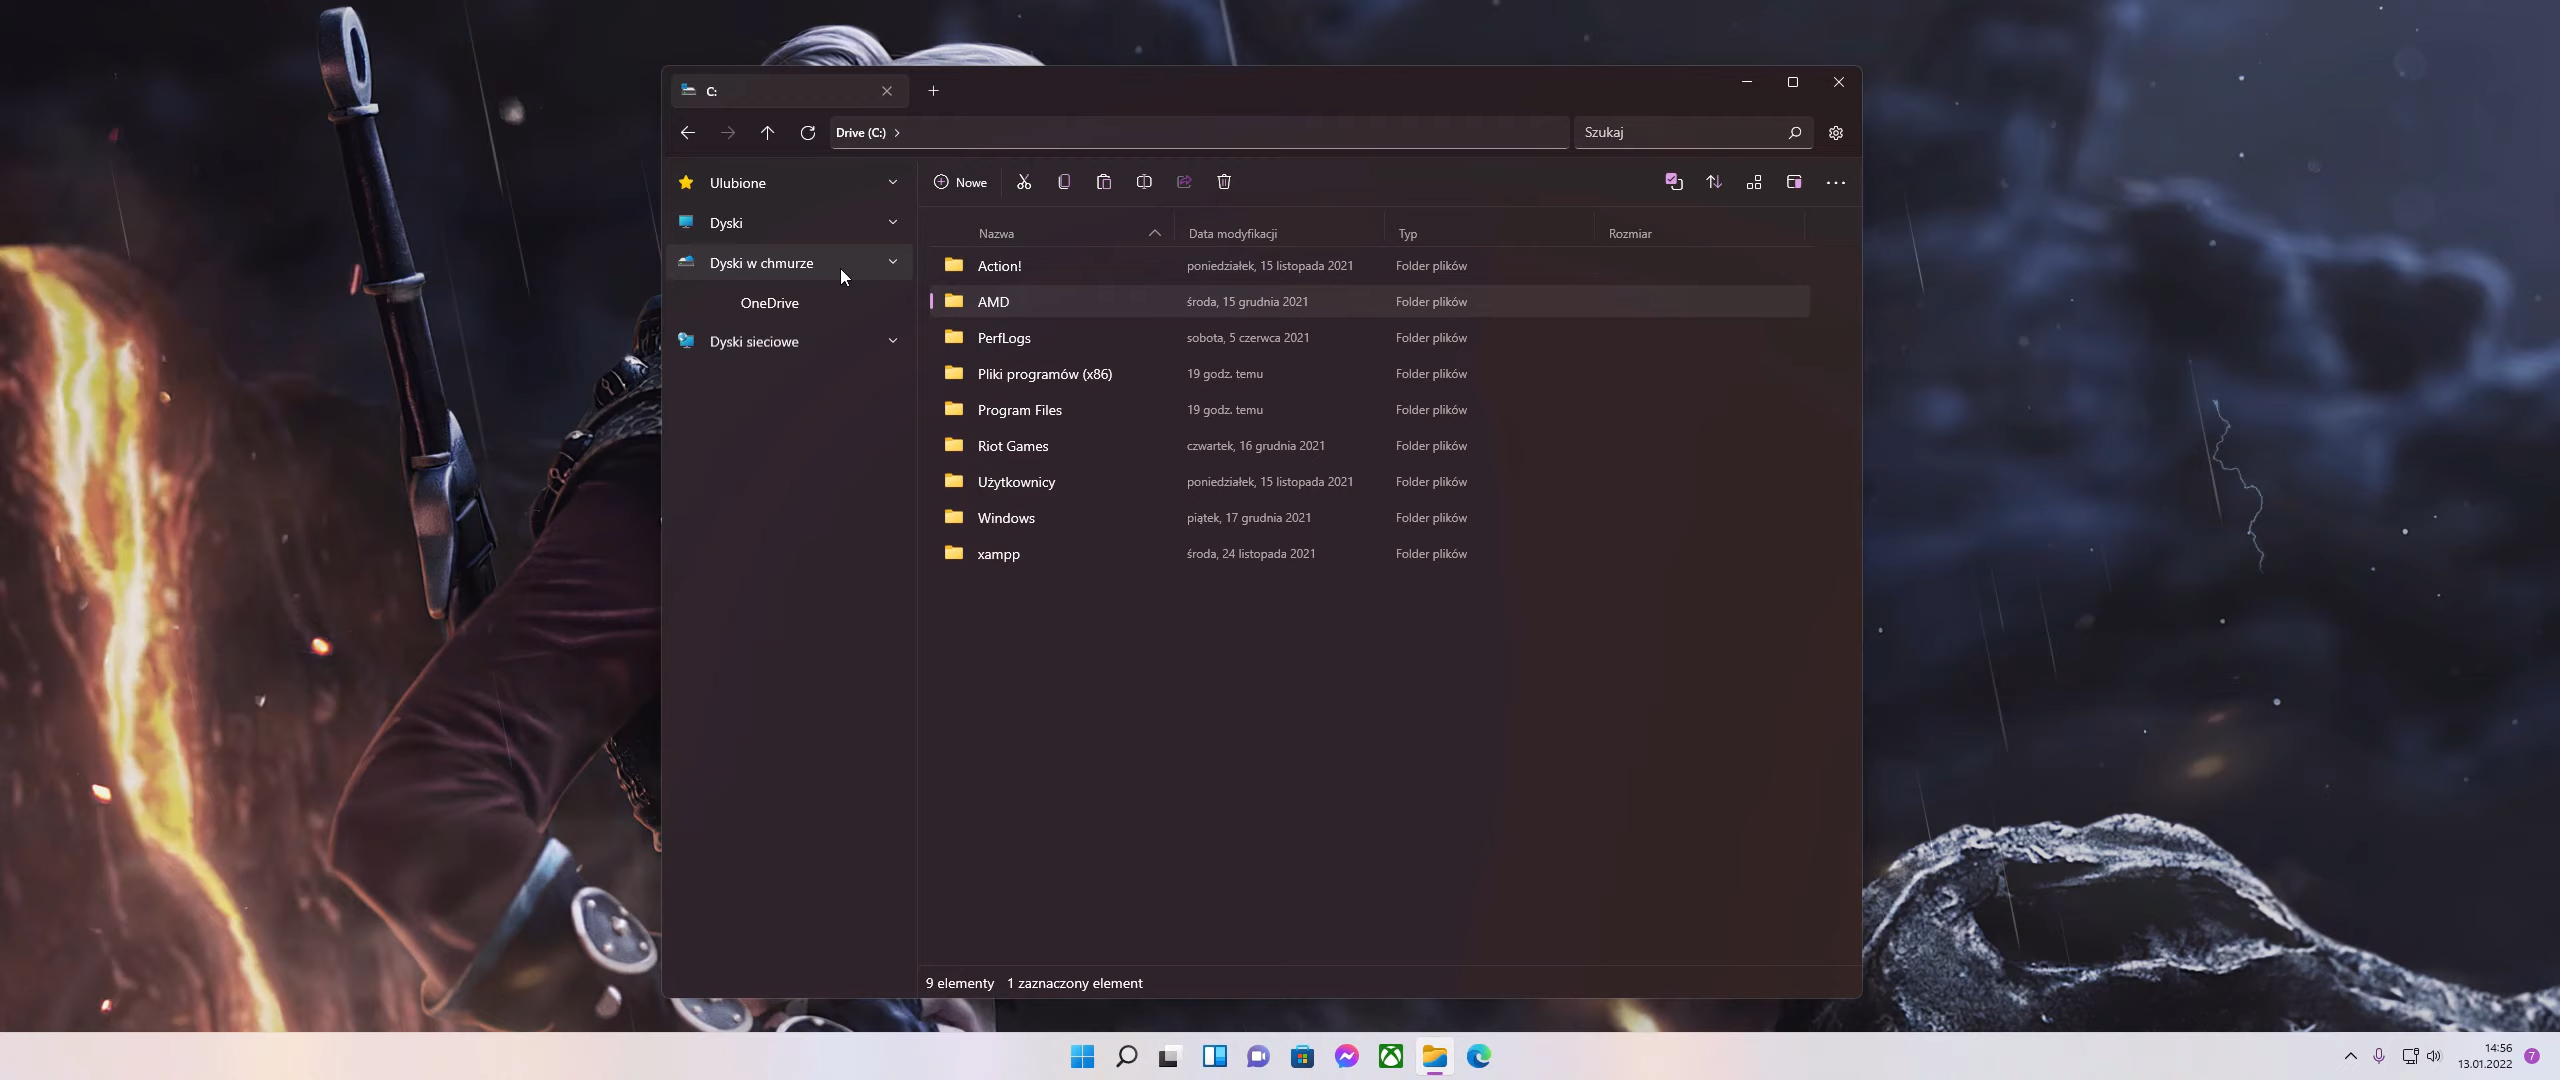 C:
Drive (C:)
Szukaj
Ulubione
Dyski
Dyski w chmurze
OneDrive
Dyski sieciowe
Nowe
Nazwa Data modyfikacji Typ Rozmiar
Action! poniedziałek, 15 listopada 2021 Folder plików
AMD środa, 15 grudnia 2021 Folder plików
PerfLogs sobota, 5 czerwca 2021 Folder plików
Pliki programów (x86) 19 godz. temu Folder plików
Program Files 19 godz. temu Folder plików
Riot Games czwartek, 16 grudnia 2021 Folder plików
Użytkownicy poniedziałek, 15 listopada 2021 Folder plików
Windows piątek, 17 grudnia 2021 Folder plików
xampp środa, 24 listopada 2021 Folder plików
9 elementy 1 zaznaczony element
14:56
13.01.2022
7